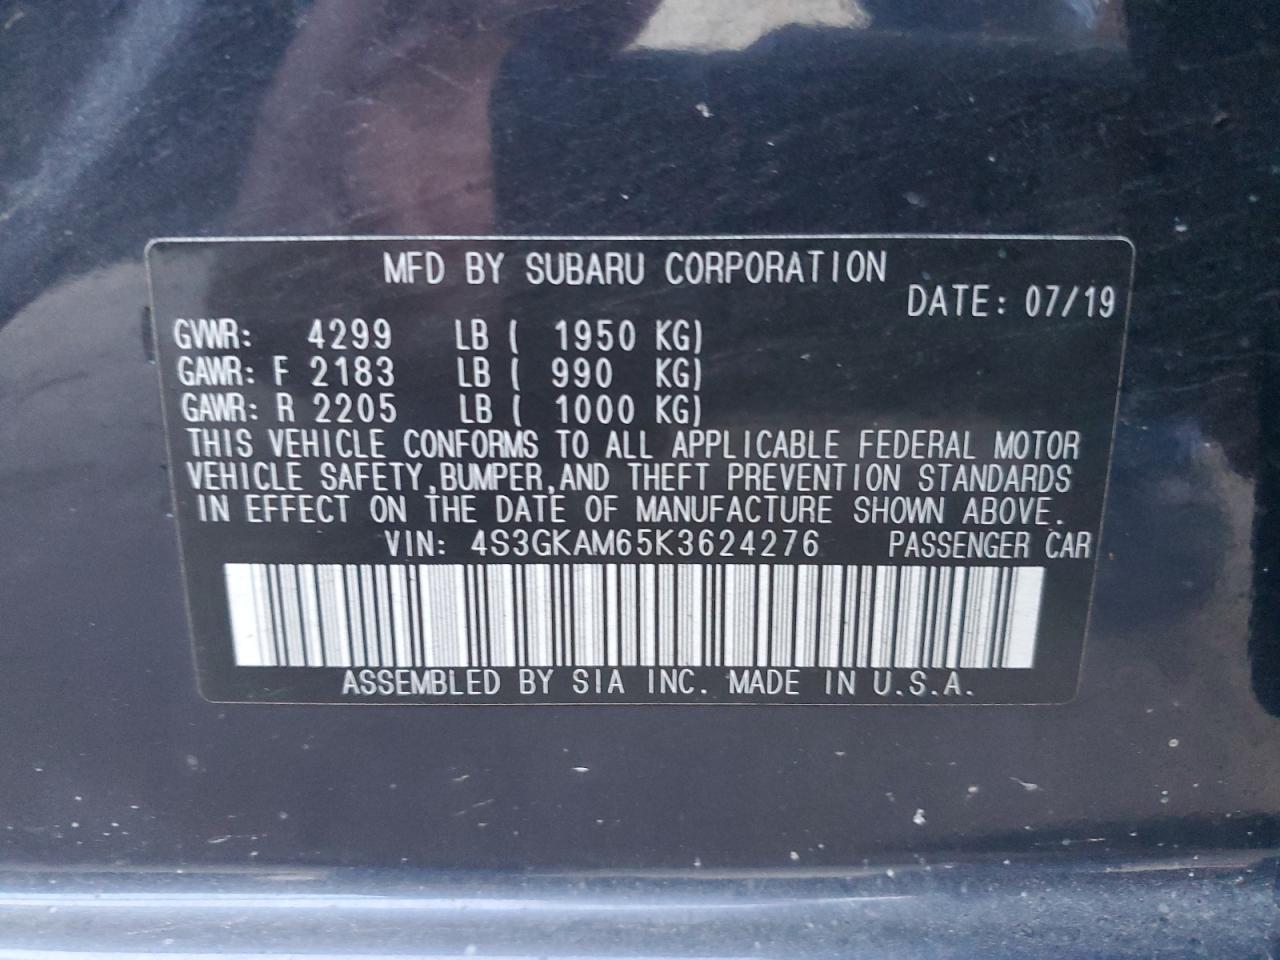 MFD BY SUBARU CORPORATION
DATE: 07/19
GVWR: 4299 LB ( 1950 KG)
GAWR: F 2183 LB ( 990 KG)
GAWR: R 2205 LB ( 1000 KG)
THIS VEHICLE CONFORMS TO ALL APPLICABLE FEDERAL MOTOR
VEHICLE SAFETY,BUMPER,AND THEFT PREVENTION STANDARDS
IN EFFECT ON THE DATE OF MANUFACTURE SHOWN ABOVE.
VIN: 4S3GKAM65K3624276 PASSENGER CAR
ASSEMBLED BY SIA INC. MADE IN U.S.A.